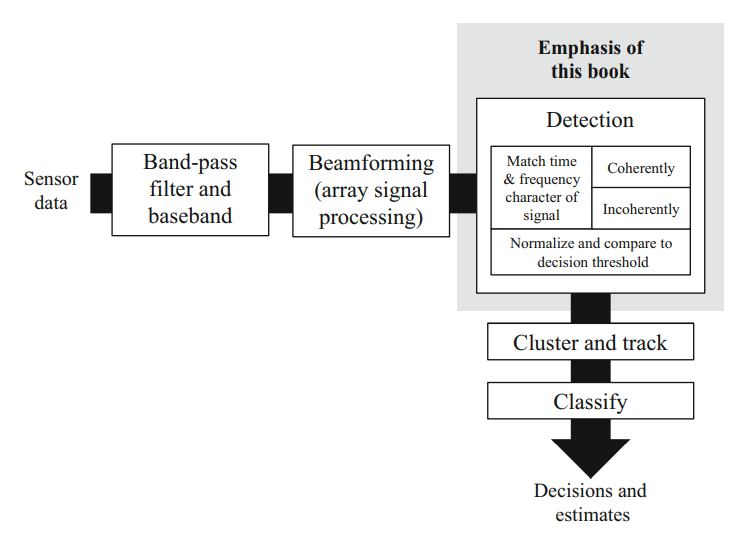 Emphasis of
this book
Detection
Match time
& frequency
character of
signal
Coherently
Incoherently
Normalize and compare to
decision threshold
Sensor
data
Band-pass
filter and
baseband
Beamforming
(array signal
processing)
Cluster and track
Classify
Decisions and
estimates